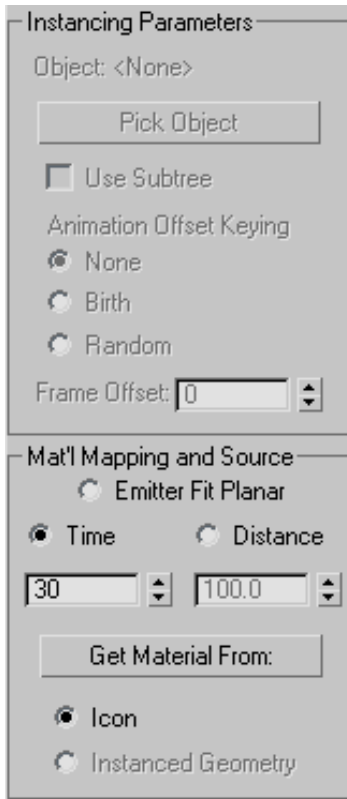 Instancing Parameters
Object: <None>
Pick Object
Use Subtree
Animation Offset Keying
None
Birth
Random
Frame Offset: 0
Mat'l Mapping and Source
Emitter Fit Planar
Time Distance
30 100.0
Get Material From:
Icon
Instanced Geometry